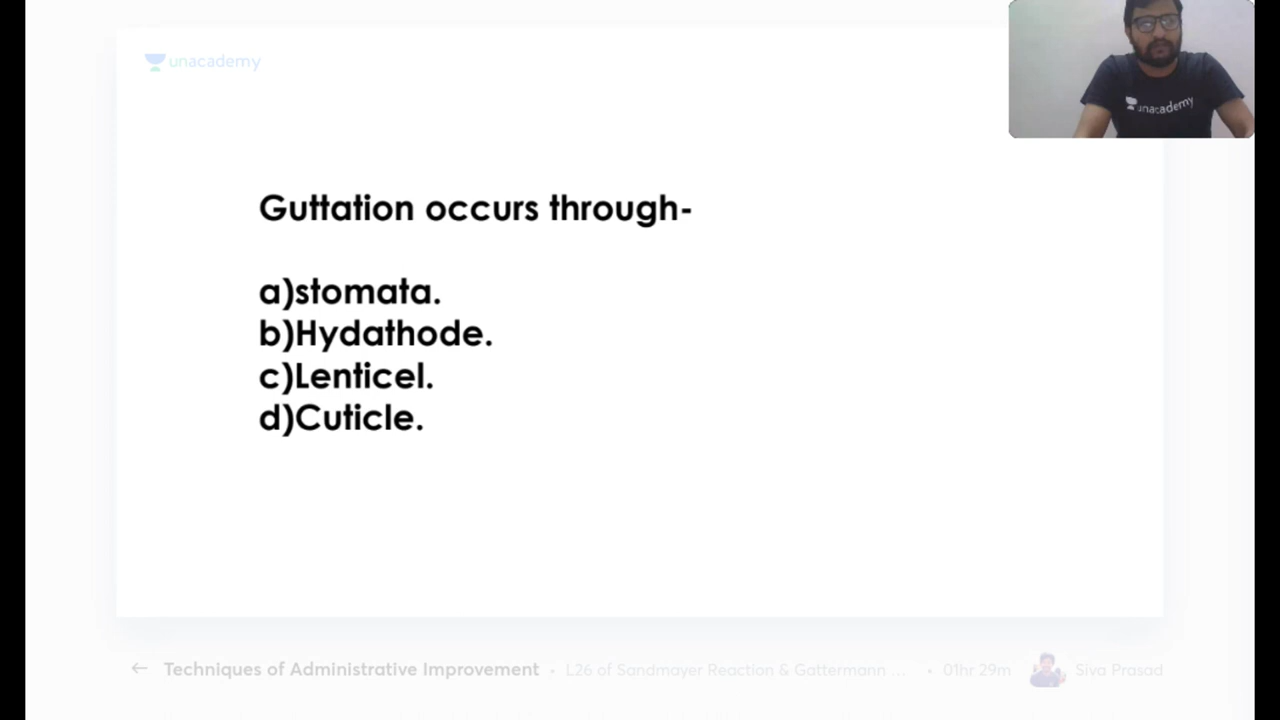 unacademy
unacademy
Guttation occurs through-
a)stomata.
b)Hydathode.
c)Lenticel.
d)Cuticle.
← Techniques of Administrative Improvement • L26 of Sandmayer Reaction & Gattermann ... • 01hr 29m Siva Prasad